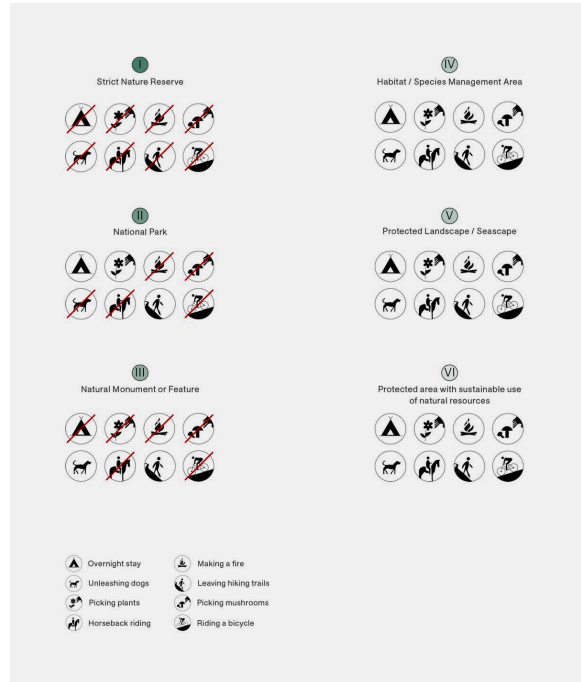 I
Strict Nature Reserve
IV
Habitat / Species Management Area
II
National Park
V
Protected Landscape / Seascape
III
Natural Monument or Feature
VI
Protected area with sustainable use
of natural resources
Overnight stay
Making a fire
Unleashing dogs
Leaving hiking trails
Picking plants
Picking mushrooms
Horseback riding
Riding a bicycle